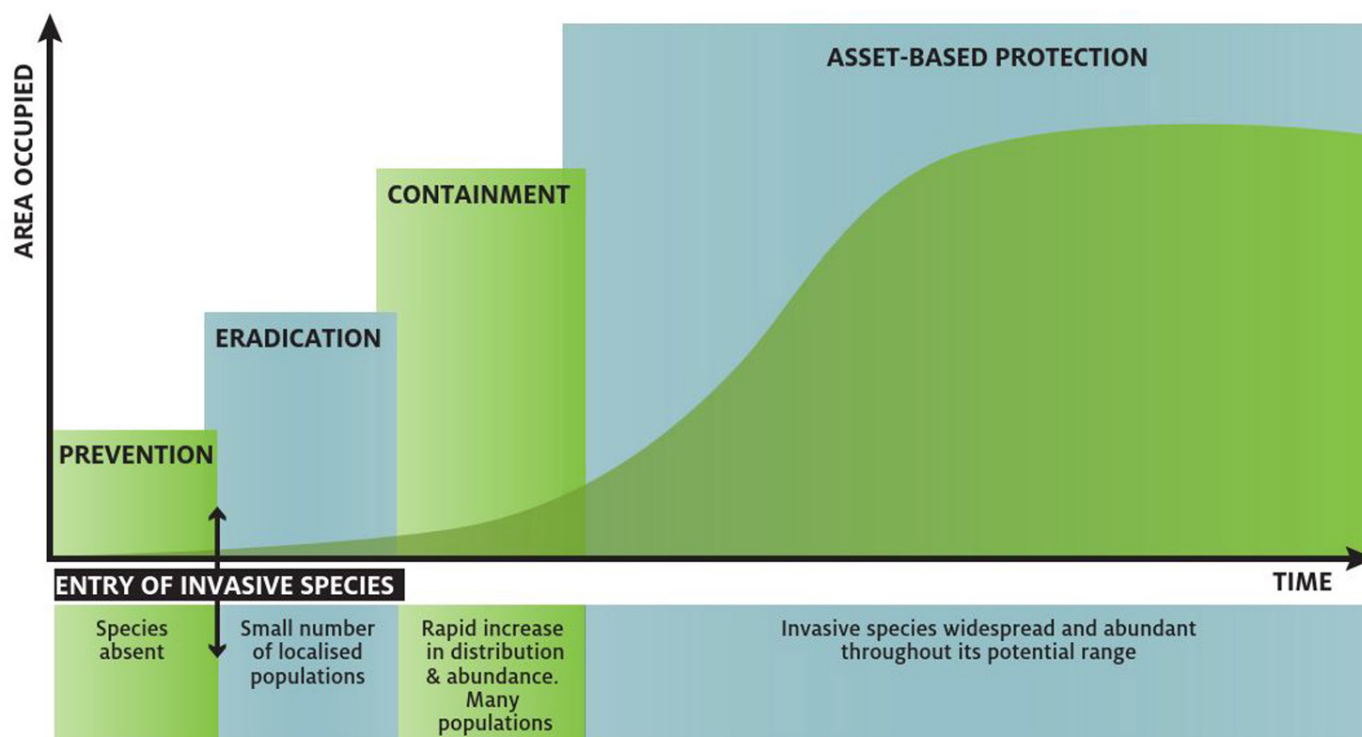 AREA OCCUPIED
ASSET-BASED PROTECTION
CONTAINMENT
ERADICATION
PREVENTION
ENTRY OF INVASIVE SPECIES
TIME
Species
absent
Small number
of localised
populations
Rapid increase
in distribution
& abundance.
Many
populations
Invasive species widespread and abundant
throughout its potential range